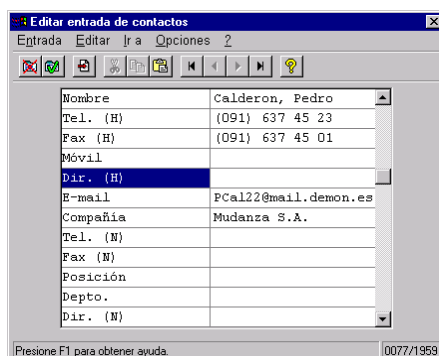 Editar entrada de contactos
Entrada Editar Ir a Opciones ?
Nombre Calderon, Pedro
Tel. (H) (091) 637 45 23
Fax (H) (091) 637 45 01
Móvil
Dir. (H)
E-mail PCal22@mail.demon.es
Compañía Mudanza S.A.
Tel. (N)
Fax (N)
Posición
Depto.
Dir. (N)
Presione F1 para obtener ayuda. 0077/1959